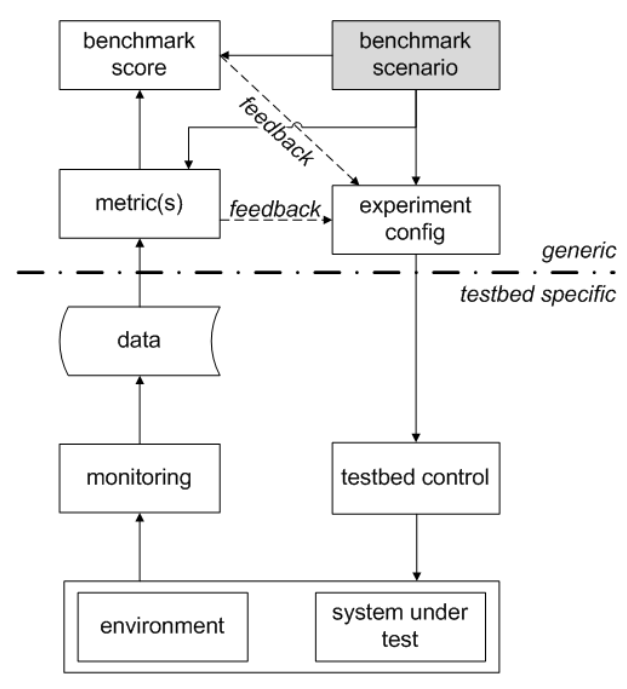 benchmark
score
benchmark
scenario
feedback
metric(s)
feedback
experiment
config
generic
testbed specific
data
monitoring
testbed control
environment
system under
test